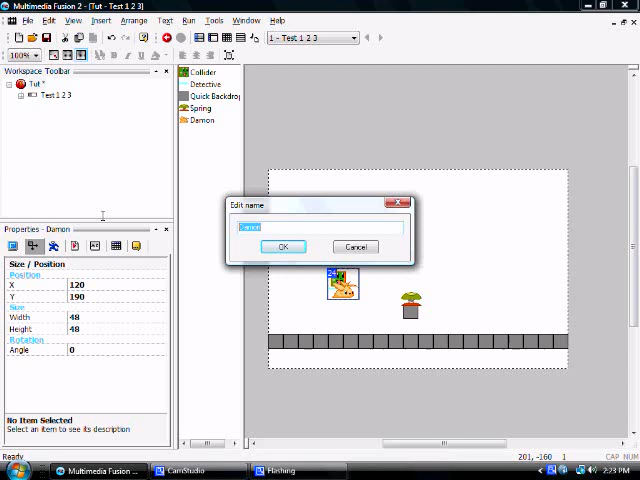 Multimedia Fusion 2 - [Tut - Test 1 2 3]
File Edit View Insert Arrange Text Run Tools Window Help
1 - Test 1 2 3
100%
Workspace Toolbar
Tut *
Test 1 2 3
Collider
Detective
Quick Backdrop
Spring
Damon
Edit name
Damon
OK Cancel
24
Properties - Damon
Size / Position
Position
X 120
Y 190
Size
Width 48
Height 48
Rotation
Angle 0
No Item Selected
Select an item to see its description
Ready
201, -160 1 CAP NUM
Multimedia Fusion ... CamStudio Flashing 2:23 PM